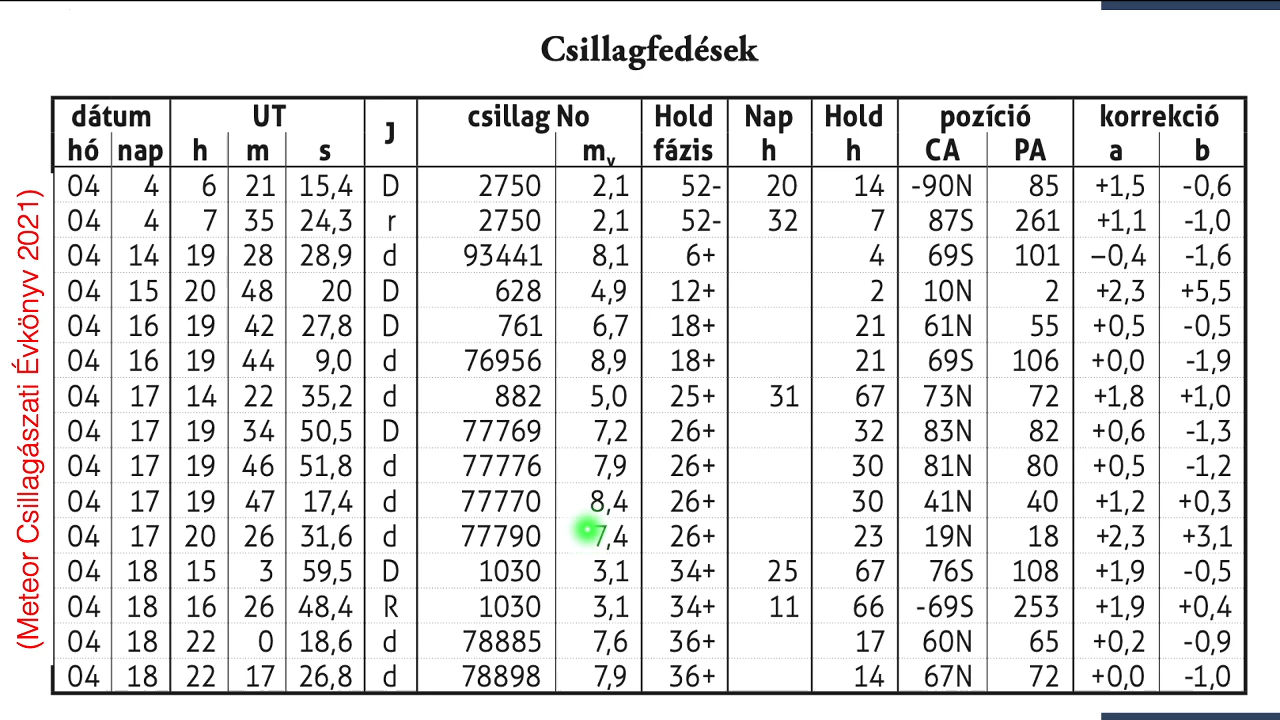 Csillagfedések
dátum UT J csillag No Hold Nap Hold pozíció korrekció
hó nap h m s mv fázis h h CA PA a b
04 4 6 21 15,4 D 2750 2,1 52- 20 14 -90N 85 +1,5 -0,6
04 4 7 35 24,3 r 2750 2,1 52- 32 7 87S 261 +1,1 -1,0
04 14 19 28 28,9 d 93441 8,1 6+ 4 69S 101 –0,4 -1,6
04 15 20 48 20 D 628 4,9 12+ 2 10N 2 +2,3 +5,5
04 16 19 42 27,8 D 761 6,7 18+ 21 61N 55 +0,5 -0,5
04 16 19 44 9,0 d 76956 8,9 18+ 21 69S 106 +0,0 -1,9
04 17 14 22 35,2 d 882 5,0 25+ 31 67 73N 72 +1,8 +1,0
04 17 19 34 50,5 D 77769 7,2 26+ 32 83N 82 +0,6 -1,3
04 17 19 46 51,8 d 77776 7,9 26+ 30 81N 80 +0,5 -1,2
04 17 19 47 17,4 d 77770 8,4 26+ 30 41N 40 +1,2 +0,3
04 17 20 26 31,6 d 77790 7,4 26+ 23 19N 18 +2,3 +3,1
04 18 15 3 59,5 D 1030 3,1 34+ 25 67 76S 108 +1,9 -0,5
04 18 16 26 48,4 R 1030 3,1 34+ 11 66 -69S 253 +1,9 +0,4
04 18 22 0 18,6 d 78885 7,6 36+ 17 60N 65 +0,2 -0,9
04 18 22 17 26,8 d 78898 7,9 36+ 14 67N 72 +0,0 -1,0
(Meteor Csillagászati Évkönyv 2021)